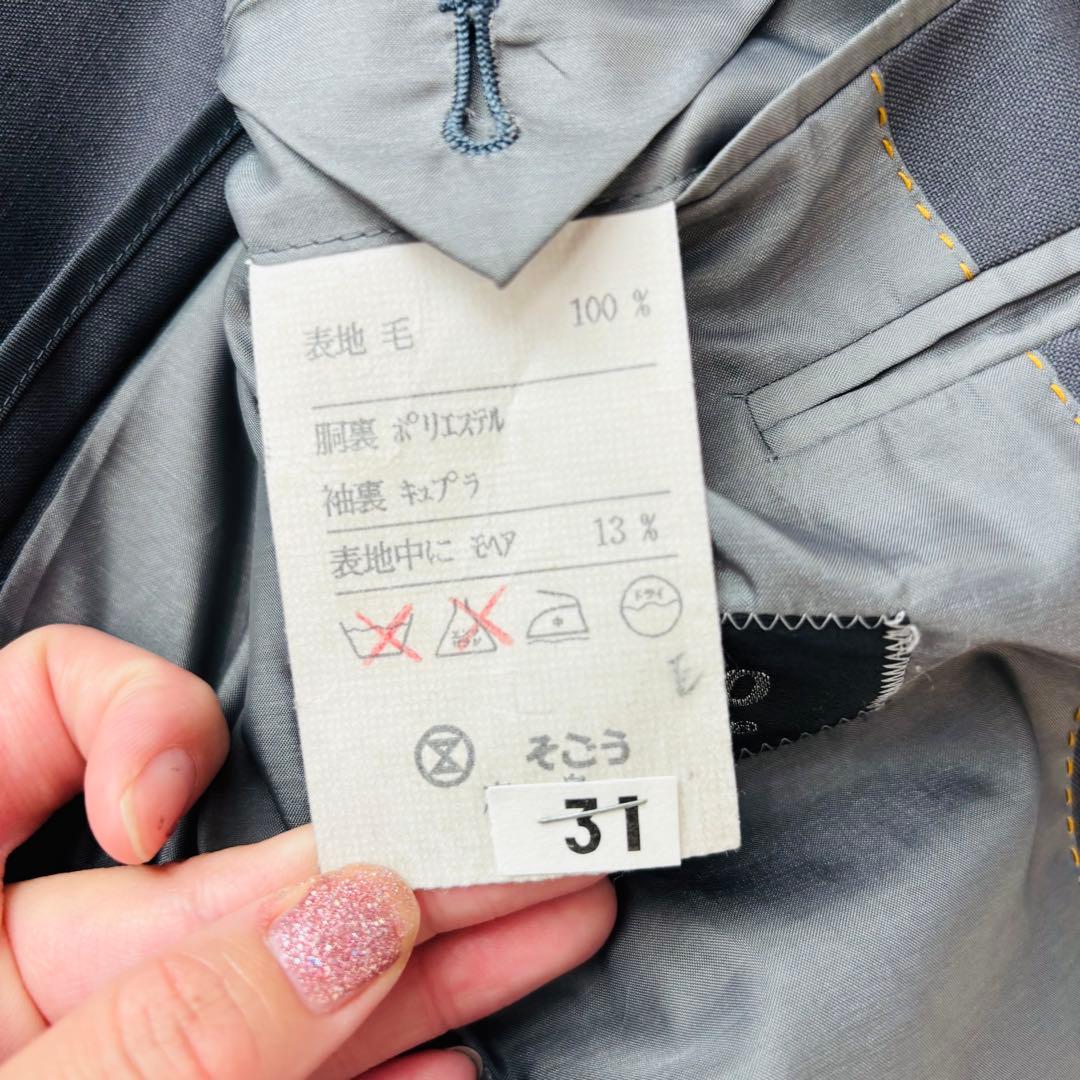 表地 毛 100 %
胴裏 ポリエステル
袖裏 キュプラ
表地中に モヘア 13 %
ドライ
E
そごう
31